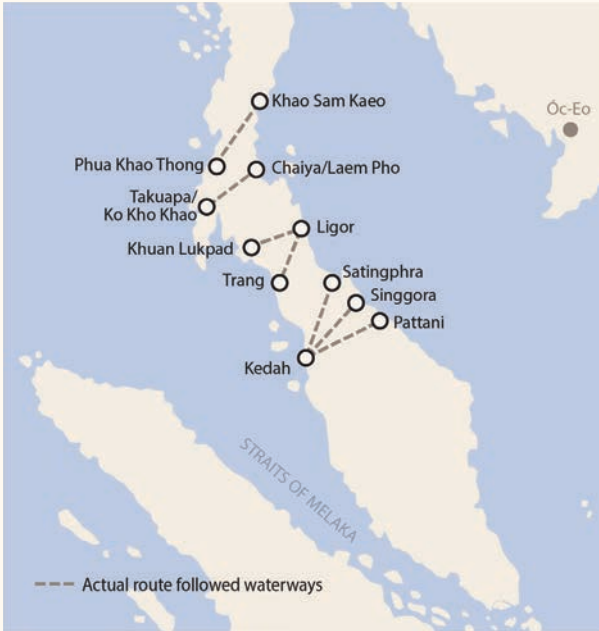 Khao Sam Kaeo
Óc-Eo
Phua Khao Thong
Chaiya/Laem Pho
Takuapa/
Ko Kho Khao
Ligor
Khuan Lukpad
Trang
Satingphra
Singgora
Pattani
Kedah
STRAITS OF MELAKA
Actual route followed waterways